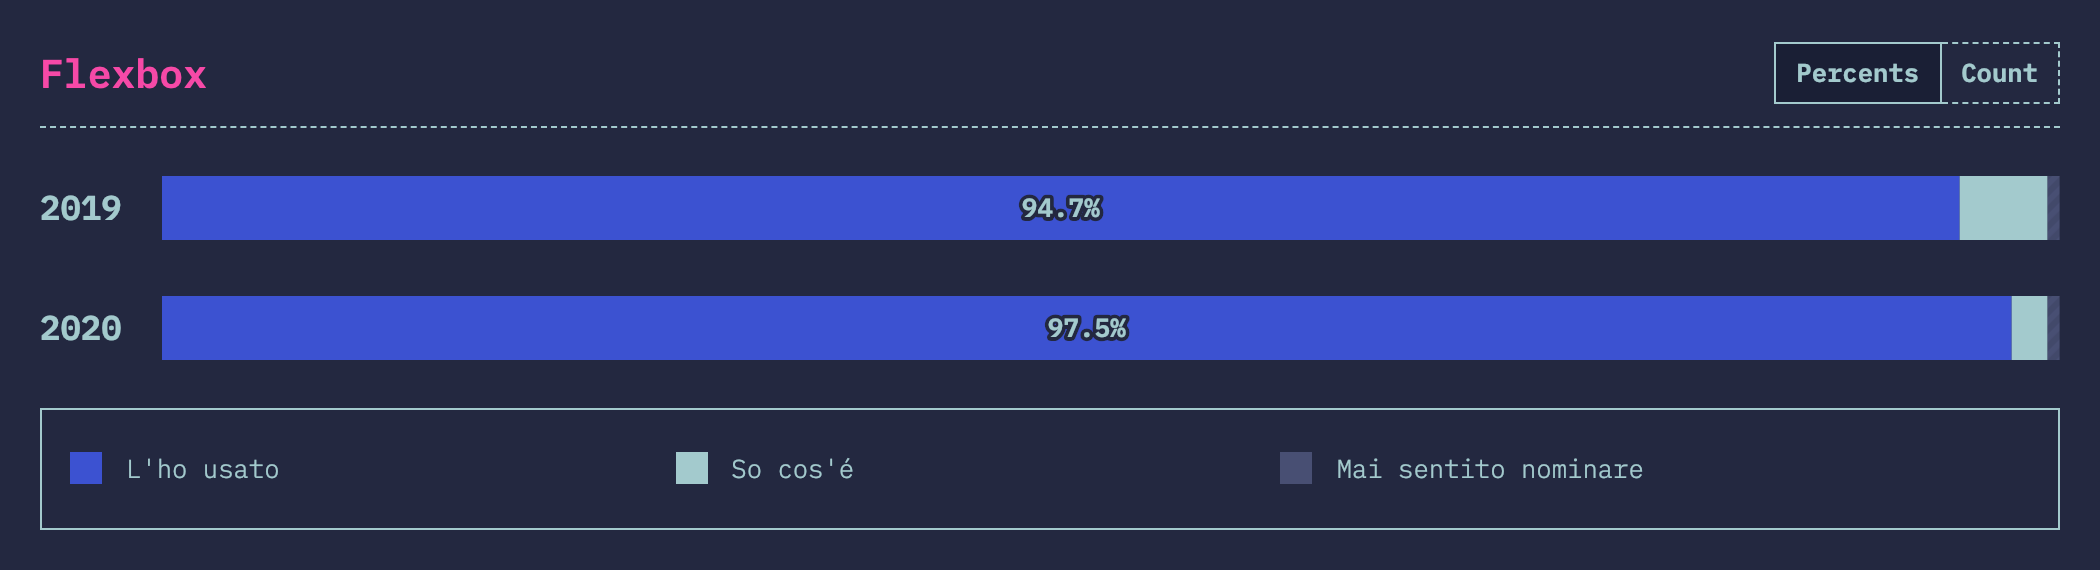 Flexbox
Percents Count
2019 94.7%
2020 97.5%
L'ho usato So cos'é Mai sentito nominare